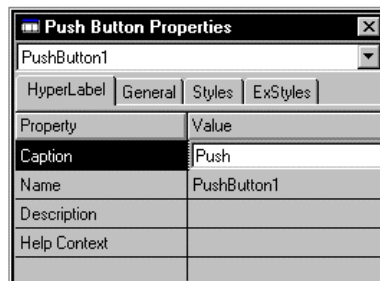 Push Button Properties
PushButton1
HyperLabel General Styles ExStyles
Property Value
Caption Push
Name PushButton1
Description
Help Context